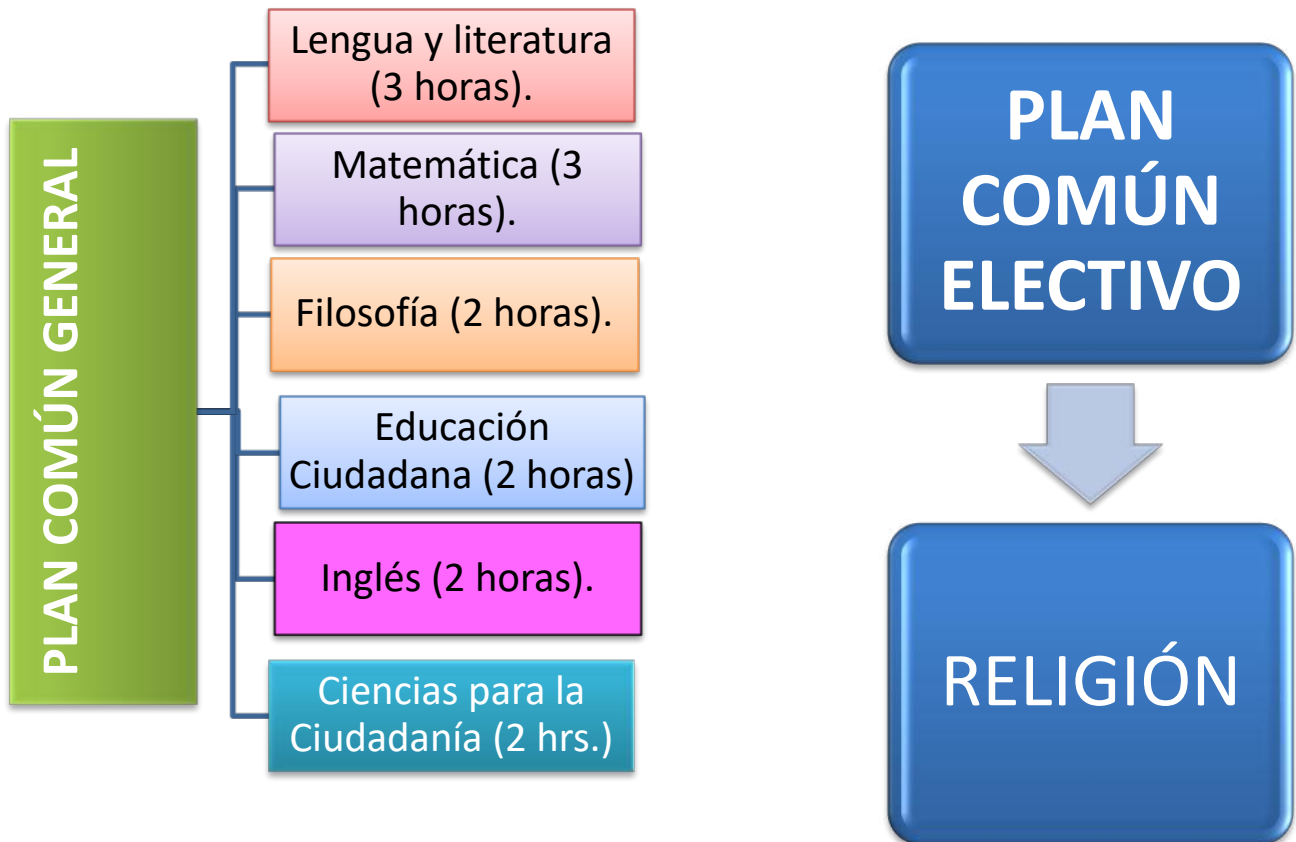 PLAN COMÚN GENERAL
Lengua y literatura
(3 horas).
Matemática (3
horas).
Filosofía (2 horas).
Educación
Ciudadana (2 horas)
Inglés (2 horas).
Ciencias para la
Ciudadanía (2 hrs.)
PLAN
COMÚN
ELECTIVO
RELIGIÓN